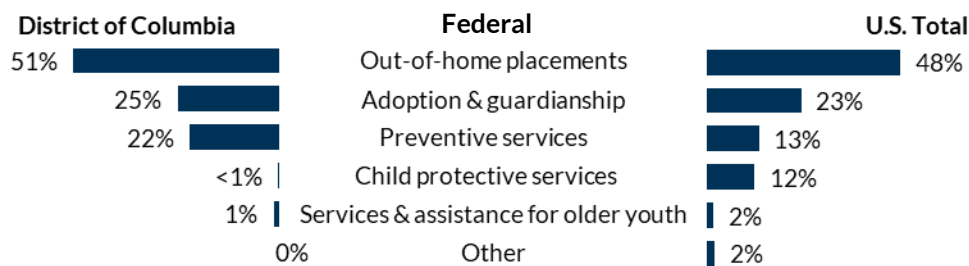 District of Columbia Federal U.S. Total
51% Out-of-home placements 48%
25% Adoption & guardianship 23%
22% Preventive services 13%
<1% Child protective services 12%
1% Services & assistance for older youth 2%
0% Other 2%